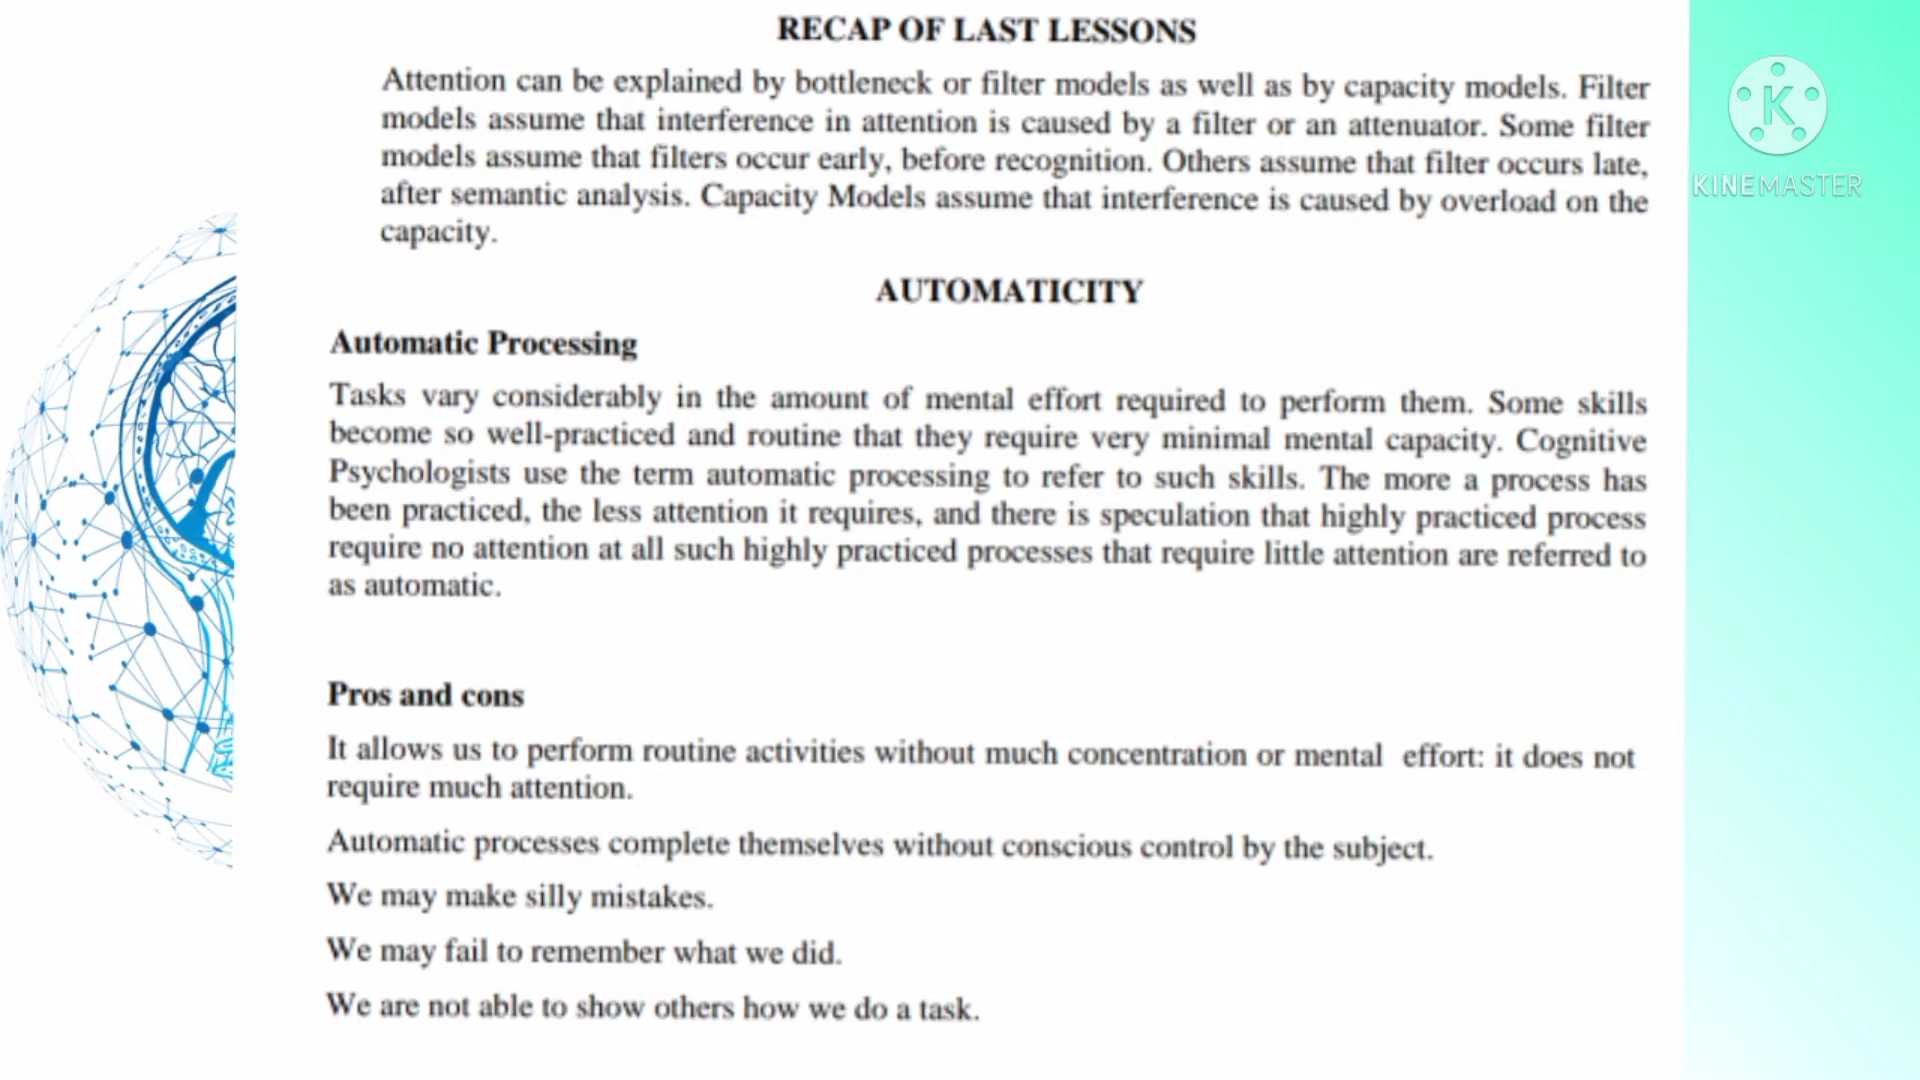 RECAP OF LAST LESSONS
Attention can be explained by bottleneck or filter models as well as by capacity models. Filter
models assume that interference in attention is caused by a filter or an attenuator. Some filter
models assume that filters occur early, before recognition. Others assume that filter occurs late,
after semantic analysis. Capacity Models assume that interference is caused by overload on the
capacity.
K
KINEMASTER
AUTOMATICITY
Automatic Processing
Tasks vary considerably in the amount of mental effort required to perform them. Some skills
become so well-practiced and routine that they require very minimal mental capacity. Cognitive
Psychologists use the term automatic processing to refer to such skills. The more a process has
been practiced, the less attention it requires, and there is speculation that highly practiced process
require no attention at all such highly practiced processes that require little attention are referred to
as automatic.
Pros and cons
It allows us to perform routine activities without much concentration or mental effort: it does not
require much attention.
Automatic processes complete themselves without conscious control by the subject.
We may make silly mistakes.
We may fail to remember what we did.
We are not able to show others how we do a task.